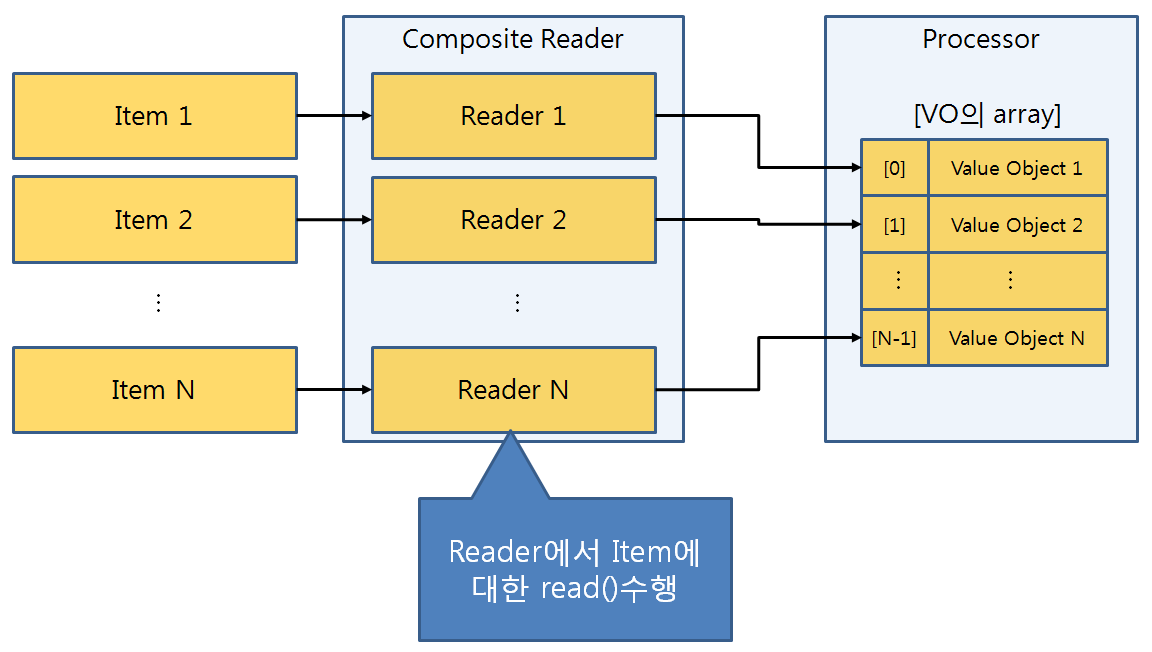 Composite Reader
Processor
Item 1
Reader 1
[VO의 array]
[0]
Value Object 1
Item 2
Reader 2
[1]
Value Object 2
⋮
⋮
⋮
⋮
Item N
Reader N
[N-1]
Value Object N
Reader에서 Item에
대한 read()수행